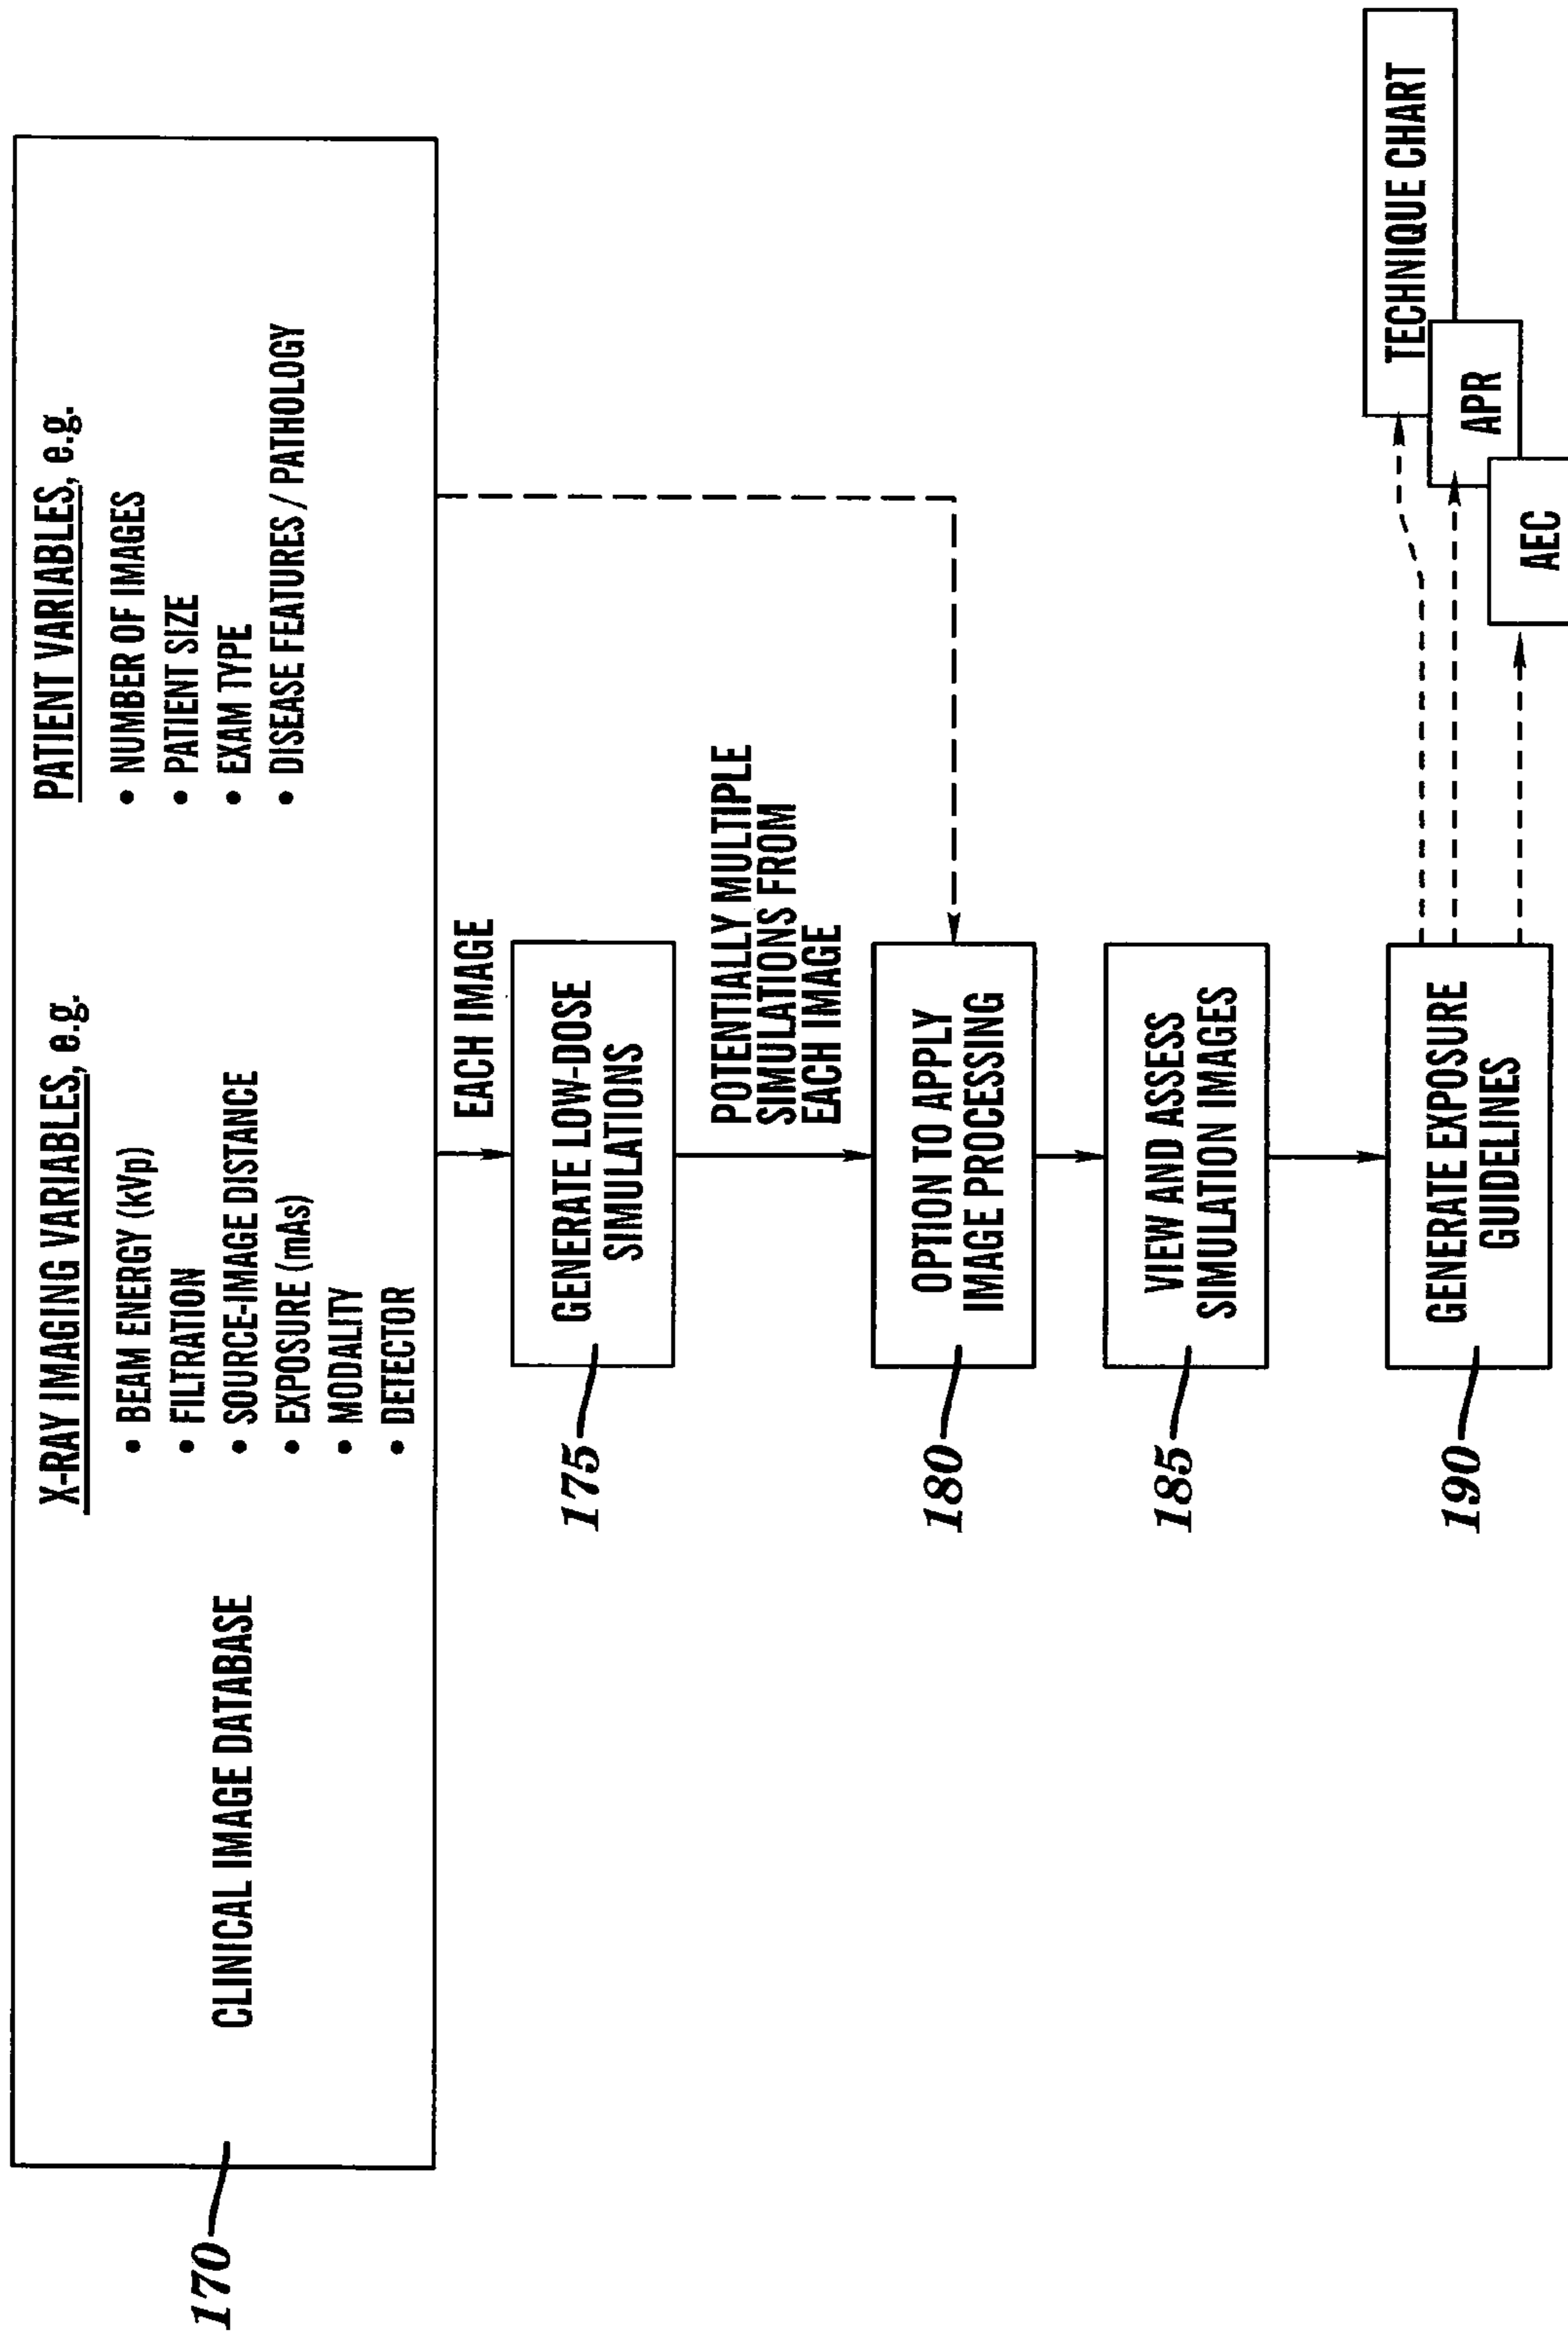 170
CLINICAL IMAGE DATABASE
X-RAY IMAGING VARIABLES, e.g.
• BEAM ENERGY (kVp)
• FILTRATION
• SOURCE-IMAGE DISTANCE
• EXPOSURE (mAs)
• MODALITY
• DETECTOR
PATIENT VARIABLES, e.g.
• NUMBER OF IMAGES
• PATIENT SIZE
• EXAM TYPE
• DISEASE FEATURES / PATHOLOGY
EACH IMAGE
175
GENERATE LOW-DOSE
SIMULATIONS
POTENTIALLY MULTIPLE
SIMULATIONS FROM
EACH IMAGE
180
OPTION TO APPLY
IMAGE PROCESSING
185
VIEW AND ASSESS
SIMULATION IMAGES
190
GENERATE EXPOSURE
GUIDELINES
TECHNIQUE CHART
APR
AEC